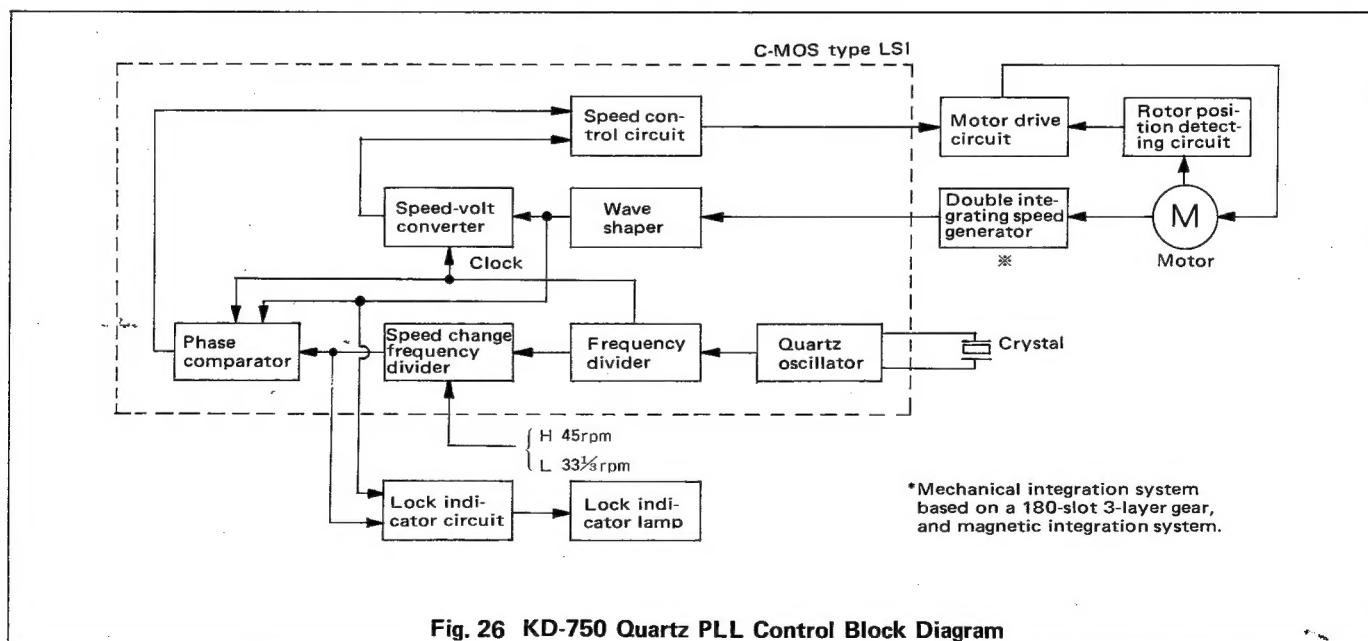 C-MOS type LSI
Speed con-
trol circuit
Motor drive
circuit
Rotor posi-
tion detect-
ing circuit
Speed-volt
converter
Wave
shaper
Double inte-
grating speed
generator
※
M
Motor
Clock
Phase
comparator
Speed change
frequency
divider
Frequency
divider
Quartz
oscillator
Crystal
H 45rpm
L 33⅓rpm
Lock indi-
cator circuit
Lock indi-
cator lamp
*Mechanical integration system
based on a 180-slot 3-layer gear,
and magnetic integration system.
Fig. 26 KD-750 Quartz PLL Control Block Diagram